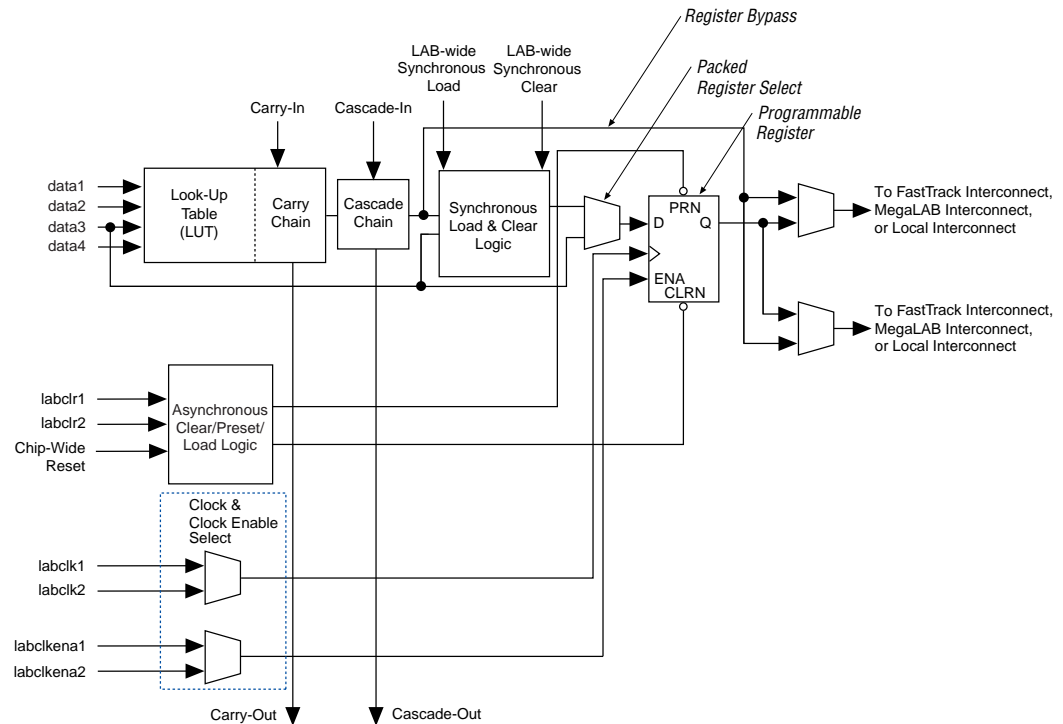 Register Bypass
LAB-wide
Synchronous
Load
LAB-wide
Synchronous
Clear
Packed
Register Select
Programmable
Register
Carry-In
Cascade-In
data1
data2
data3
data4
Look-Up
Table
(LUT)
Carry
Chain
Cascade
Chain
Synchronous
Load & Clear
Logic
PRN
D
Q
ENA
CLRN
To FastTrack Interconnect,
MegaLAB Interconnect,
or Local Interconnect
To FastTrack Interconnect,
MegaLAB Interconnect,
or Local Interconnect
labclr1
labclr2
Chip-Wide
Reset
Asynchronous
Clear/Preset/
Load Logic
Clock &
Clock Enable
Select
labclk1
labclk2
labclkena1
labclkena2
Carry-Out
Cascade-Out